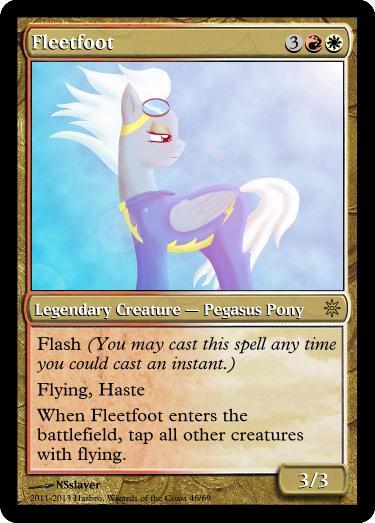 Fleetfoot 3
Legendary Creature — Pegasus Pony
Flash (You may cast this spell any time
you could cast an instant.)
Flying, Haste
When Fleetfoot enters the
battlefield, tap all other creatures
with flying.
3/3
NSslayer
2011-2013 Hasbro, Wizards of the Coast 46/69